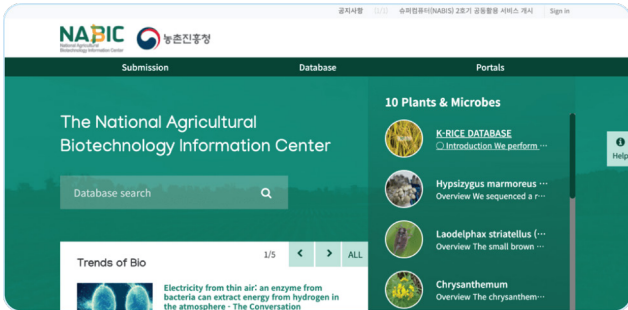 공지사항 [1/3] 슈퍼컴퓨터(NABIS) 2호기 공동활용 서비스 개시 Sign in
NABIC
National Agricultural
Biotechnology Information Center
농촌진흥청
Submission Database Portals
The National Agricultural
Biotechnology Information Center
Database search
10 Plants & Microbes
K-RICE DATABASE
○ Introduction We perform ···
Hypsizygus marmoreus ···
Overview We sequenced a r···
Laodelphax striatellus (···
Overview The small brown ···
Chrysanthemum
Overview The chrysanthem···
Help
Trends of Bio
1/5 < > ALL
Electricity from thin air: an enzyme from
bacteria can extract energy from hydrogen in
the atmosphere - The Conversation